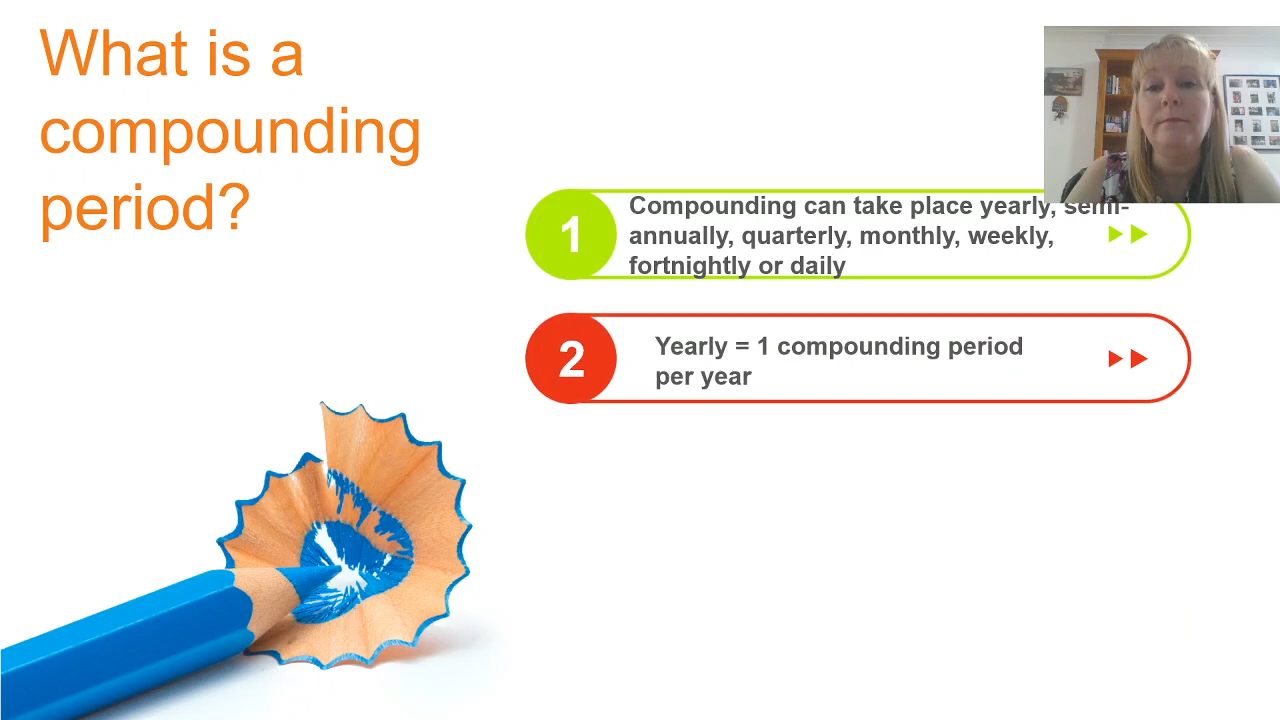 What is a
compounding
period?
1
Compounding can take place yearly, semi-
annually, quarterly, monthly, weekly,
fortnightly or daily
2
Yearly = 1 compounding period
per year